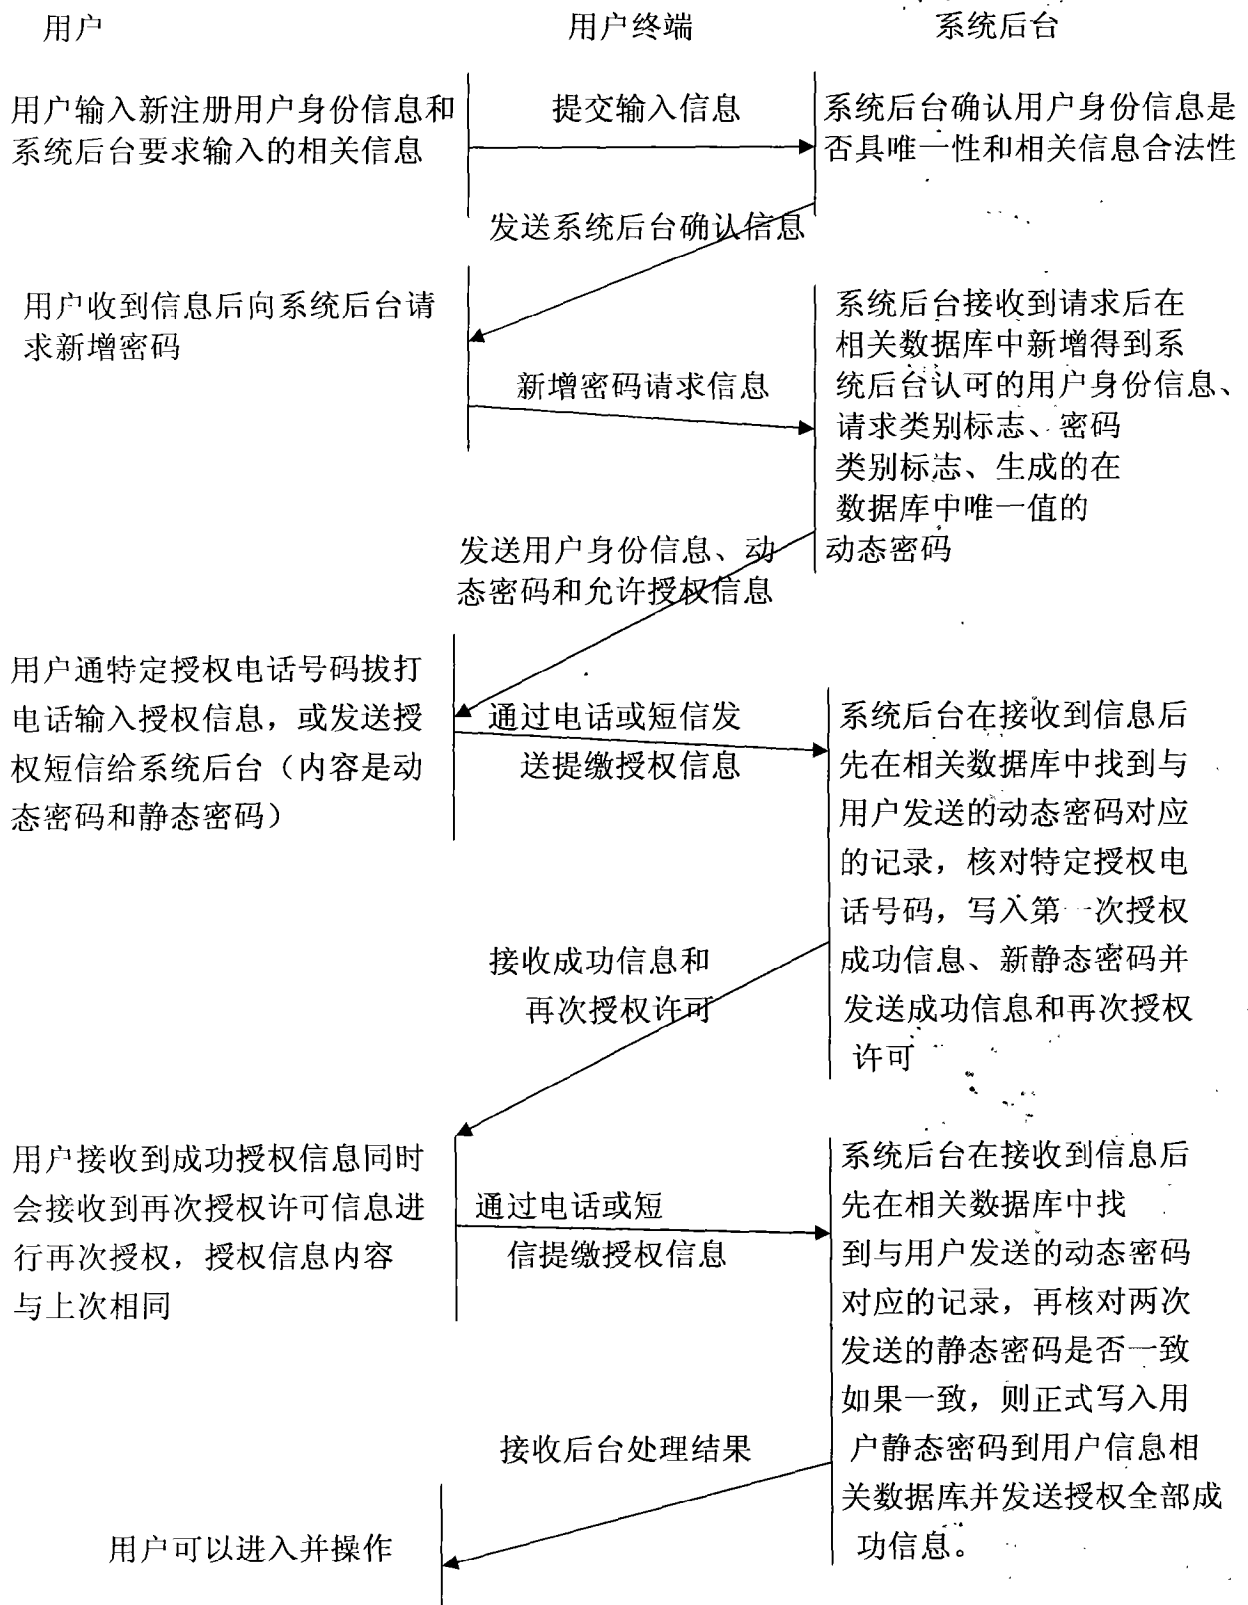 用户
用户终端
系统后台
用户输入新注册用户身份信息和
系统后台要求输入的相关信息
提交输入信息
系统后台确认用户身份信息是
否具唯一性和相关信息合法性
发送系统后台确认信息
用户收到信息后向系统后台请
求新增密码
新增密码请求信息
系统后台接收到请求后在
相关数据库中新增得到系
统后台认可的用户身份信息、
请求类别标志、密码
类别标志、生成的在
数据库中唯一值的
动态密码
发送用户身份信息、动
态密码和允许授权信息
用户通特定授权电话号码拔打
电话输入授权信息，或发送授
权短信给系统后台（内容是动
态密码和静态密码）
通过电话或短信发
送提缴授权信息
系统后台在接收到信息后
先在相关数据库中找到与
用户发送的动态密码对应
的记录，核对特定授权电
话号码，写入第一次授权
成功信息、新静态密码并
发送成功信息和再次授权
许可
接收成功信息和
再次授权许可
用户接收到成功授权信息同时
会接收到再次授权许可信息进
行再次授权，授权信息内容
与上次相同
通过电话或短
信提缴授权信息
系统后台在接收到信息后
先在相关数据库中找
到与用户发送的动态密码
对应的记录，再核对两次
发送的静态密码是否一致
如果一致，则正式写入用
户静态密码到用户信息相
关数据库并发送授权全部成
功信息。
接收后台处理结果
用户可以进入并操作